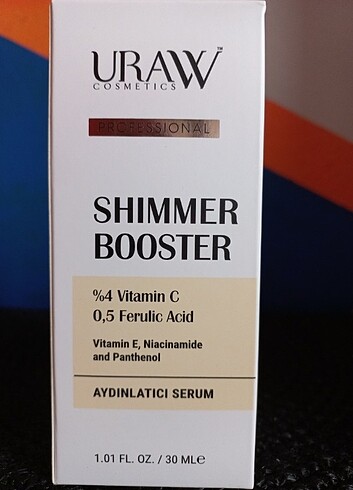 URAW™
COSMETICS
PROFESSIONAL
SHIMMER
BOOSTER
%4 Vitamin C
0,5 Ferulic Acid
Vitamin E, Niacinamide
and Panthenol
AYDINLATICI SERUM
1.01 FL. OZ. / 30 ML℮